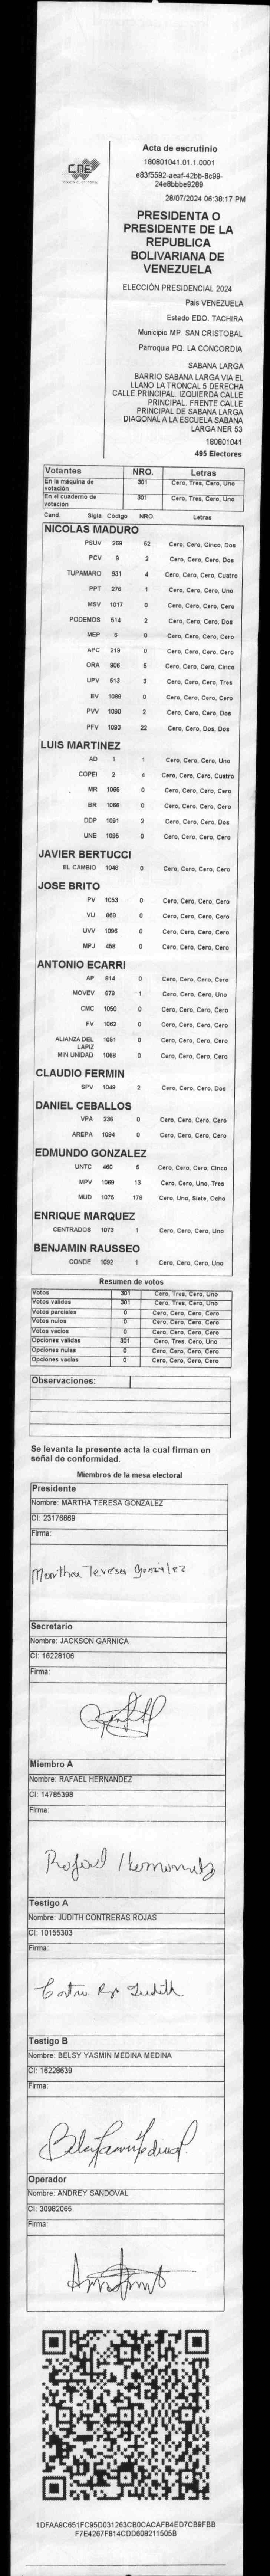 CNE
Acta de escrutinio
180801041.01.1.0001
e83f5592-aeaf-42bb-8c99-
24e8bbbe9289
28/07/2024 06:38:17 PM
PRESIDENTA O
PRESIDENTE DE LA
REPUBLICA
BOLIVARIANA DE
VENEZUELA
ELECCIÓN PRESIDENCIAL 2024
Pais VENEZUELA
Estado EDO. TACHIRA
Municipio MP. SAN CRISTOBAL
Parroquia PQ. LA CONCORDIA
SABANA LARGA
BARRIO SABANA LARGA VIA EL
LLANO LA TRONCAL 5 DERECHA
CALLE PRINCIPAL. IZQUIERDA CALLE
PRINCIPAL. FRENTE CALLE
PRINCIPAL DE SABANA LARGA
DIAGONAL A LA ESCUELA SABANA
LARGA NER 53
180801041
495 Electores
Votantes NRO. Letras
En la máquina de votación 301 Cero, Tres, Cero, Uno
En el cuaderno de votación 301 Cero, Tres, Cero, Uno
Cand. Sigla Código NRO. Letras
NICOLAS MADURO
PSUV 269 52 Cero, Cero, Cinco, Dos
PCV 9 2 Cero, Cero, Cero, Dos
TUPAMARO 931 4 Cero, Cero, Cero, Cuatro
PPT 276 1 Cero, Cero, Cero, Uno
MSV 1017 0 Cero, Cero, Cero, Cero
PODEMOS 514 2 Cero, Cero, Cero, Dos
MEP 6 0 Cero, Cero, Cero, Cero
APC 219 0 Cero, Cero, Cero, Cero
ORA 906 5 Cero, Cero, Cero, Cinco
UPV 513 3 Cero, Cero, Cero, Tres
EV 1089 0 Cero, Cero, Cero, Cero
PVV 1090 2 Cero, Cero, Cero, Dos
PFV 1093 22 Cero, Cero, Dos, Dos
LUIS MARTINEZ
AD 1 1 Cero, Cero, Cero, Uno
COPEI 2 4 Cero, Cero, Cero, Cuatro
MR 1065 0 Cero, Cero, Cero, Cero
BR 1066 0 Cero, Cero, Cero, Cero
DDP 1091 2 Cero, Cero, Cero, Dos
UNE 1095 0 Cero, Cero, Cero, Cero
JAVIER BERTUCCI
EL CAMBIO 1048 0 Cero, Cero, Cero, Cero
JOSE BRITO
PV 1053 0 Cero, Cero, Cero, Cero
VU 969 0 Cero, Cero, Cero, Cero
UVV 1096 0 Cero, Cero, Cero, Cero
MPJ 458 0 Cero, Cero, Cero, Cero
ANTONIO ECARRI
AP 814 0 Cero, Cero, Cero, Cero
MOVEV 678 1 Cero, Cero, Cero, Uno
CMC 1050 0 Cero, Cero, Cero, Cero
FV 1062 0 Cero, Cero, Cero, Cero
ALIANZA DEL LAPIZ 1061 0 Cero, Cero, Cero, Cero
MIN UNIDAD 1068 0 Cero, Cero, Cero, Cero
CLAUDIO FERMIN
SPV 1049 2 Cero, Cero, Cero, Dos
DANIEL CEBALLOS
VPA 236 0 Cero, Cero, Cero, Cero
AREPA 1094 0 Cero, Cero, Cero, Cero
EDMUNDO GONZALEZ
UNTC 460 5 Cero, Cero, Cero, Cinco
MPV 1069 13 Cero, Cero, Uno, Tres
MUD 1075 178 Cero, Uno, Siete, Ocho
ENRIQUE MARQUEZ
CENTRADOS 1073 1 Cero, Cero, Cero, Uno
BENJAMIN RAUSSEO
CONDE 1092 1 Cero, Cero, Cero, Uno
Resumen de votos
Votos 301 Cero, Tres, Cero, Uno
Votos validos 301 Cero, Tres, Cero, Uno
Votos parciales 0 Cero, Cero, Cero, Cero
Votos nulos 0 Cero, Cero, Cero, Cero
Votos vacios 0 Cero, Cero, Cero, Cero
Opciones validas 301 Cero, Tres, Cero, Uno
Opciones nulas 0 Cero, Cero, Cero, Cero
Opciones vacias 0 Cero, Cero, Cero, Cero
Observaciones:
Se levanta la presente acta la cual firman en
señal de conformidad.
Miembros de la mesa electoral
Presidente
Nombre: MARTHA TERESA GONZALEZ
CI: 23176669
Firma:
Martha Teresa González
Secretario
Nombre: JACKSON GARNICA
CI: 16228106
Firma:
Miembro A
Nombre: RAFAEL HERNANDEZ
CI: 14785398
Firma:
Rafael Hernandez
Testigo A
Nombre: JUDITH CONTRERAS ROJAS
CI: 10155303
Firma:
Judith
Testigo B
Nombre: BELSY YASMIN MEDINA MEDINA
CI: 16228639
Firma:
Operador
Nombre: ANDREY SANDOVAL
CI: 30982065
Firma:
1DFAA9C651FC95D031263CB0CACAFB4ED7CB9FBB
F7E4267F814CDD608211505B